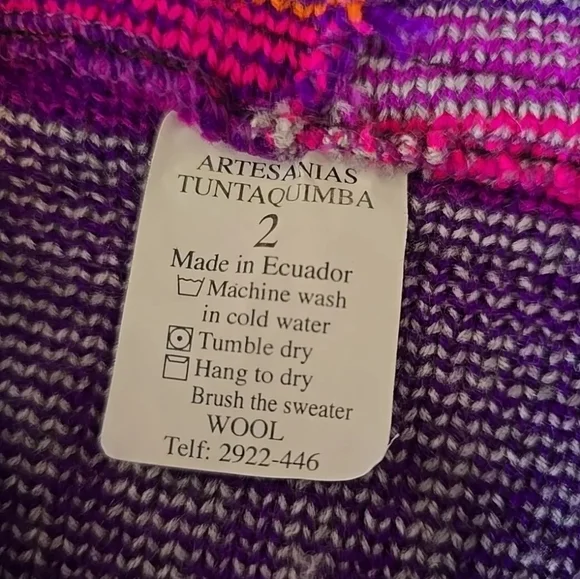 ARTESANIAS
TUNTAQUIMBA
2
Made in Ecuador
Machine wash
in cold water
Tumble dry
Hang to dry
Brush the sweater
WOOL
Telf: 2922-446